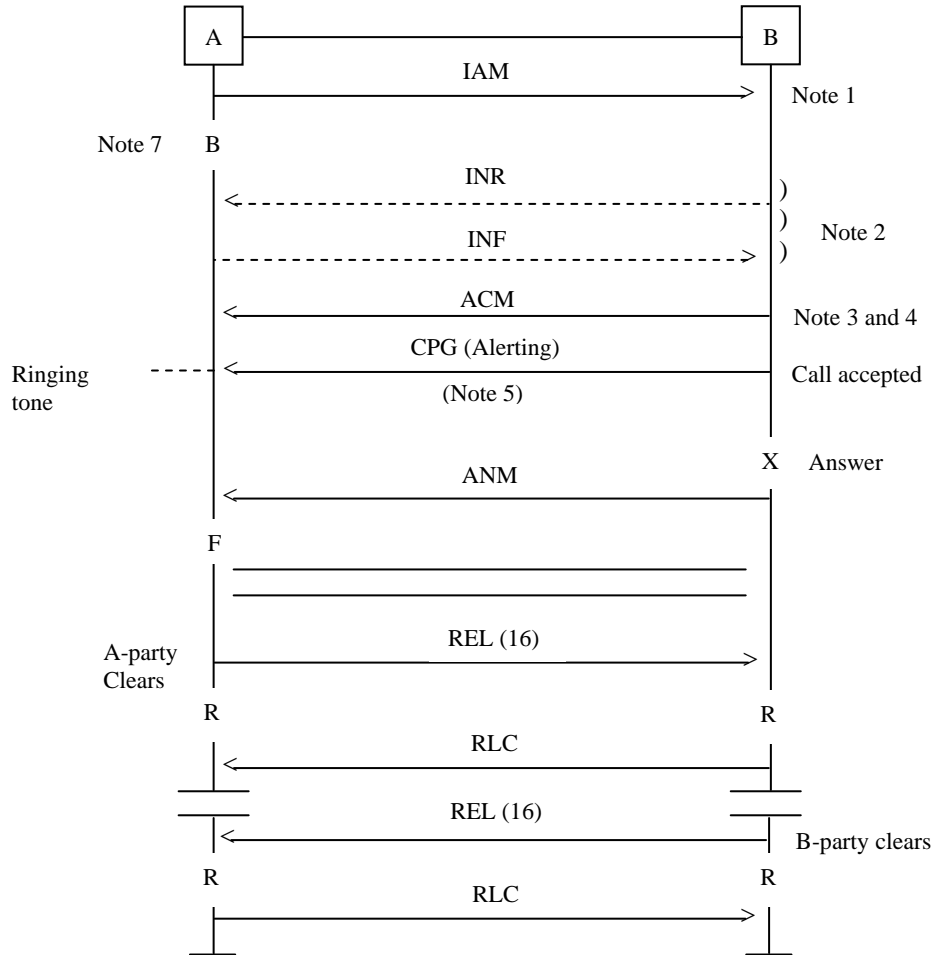 A
B
IAM
Note 1
Note 7
B
INR
)
)
Note 2
INF
)
ACM
Note 3 and 4
CPG (Alerting)
Ringing
tone
Call accepted
(Note 5)
X
Answer
ANM
F
REL (16)
A-party
Clears
R
R
RLC
REL (16)
B-party clears
R
R
RLC